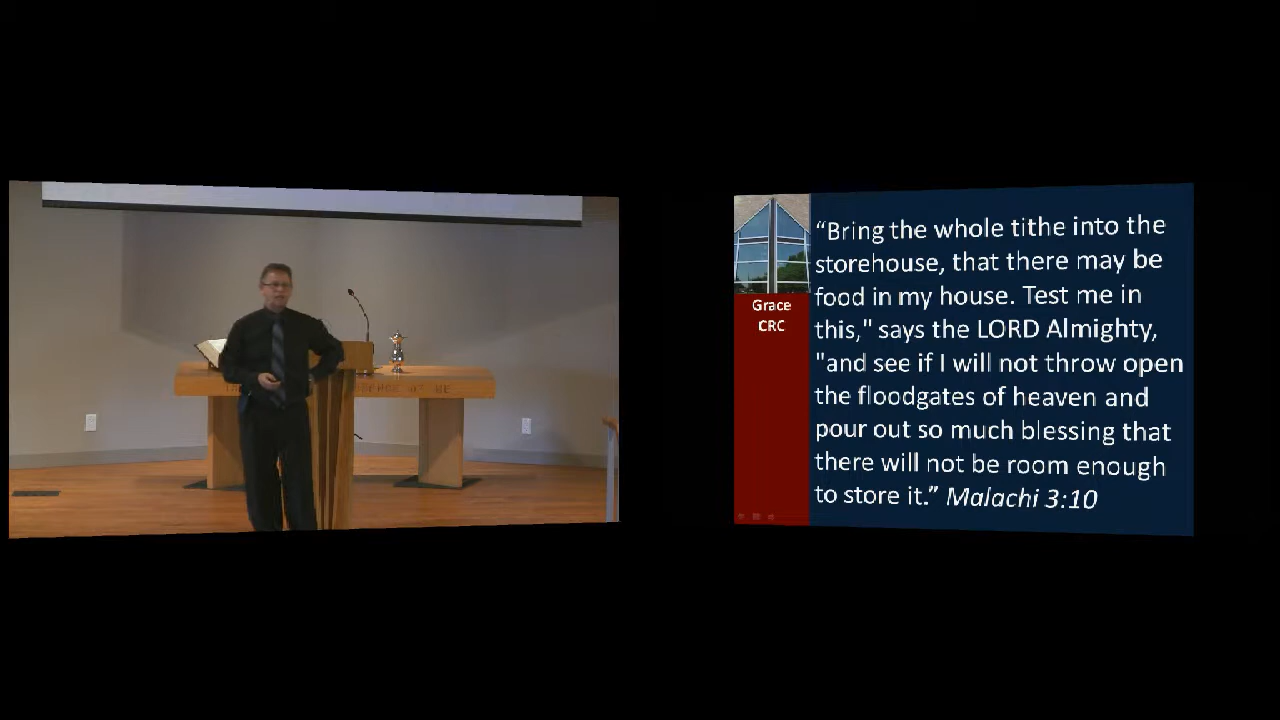 Grace
CRC
“Bring the whole tithe into the
storehouse, that there may be
food in my house. Test me in
this," says the LORD Almighty,
"and see if I will not throw open
the floodgates of heaven and
pour out so much blessing that
there will not be room enough
to store it.” Malachi 3:10